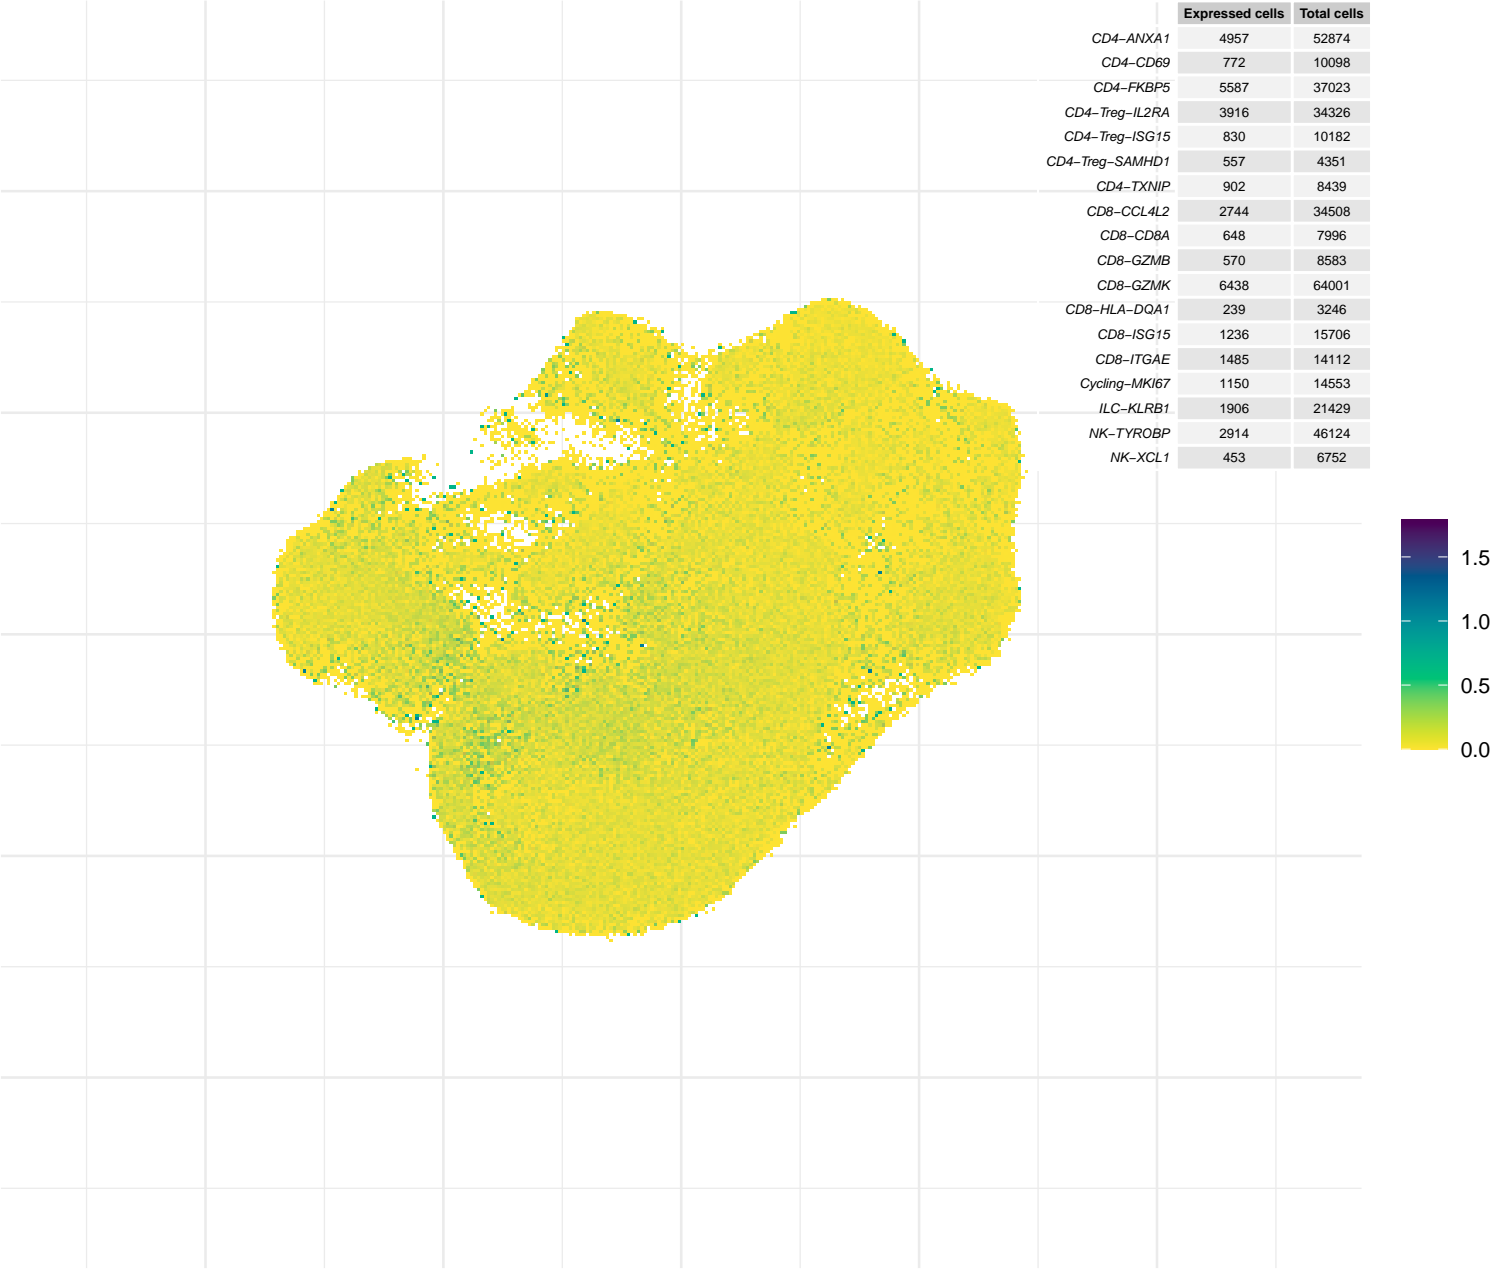 Expressed cells Total cells
CD4−ANXA1 4957 52874
CD4−CD69 772 10098
CD4−FKBP5 5587 37023
CD4−Treg−IL2RA 3916 34326
CD4−Treg−ISG15 830 10182
CD4−Treg−SAMHD1 557 4351
CD4−TXNIP 902 8439
CD8−CCL4L2 2744 34508
CD8−CD8A 648 7996
CD8−GZMB 570 8583
CD8−GZMK 6438 64001
CD8−HLA−DQA1 239 3246
CD8−ISG15 1236 15706
CD8−ITGAE 1485 14112
Cycling−MKI67 1150 14553
ILC−KLRB1 1906 21429
NK−TYROBP 2914 46124
NK−XCL1 453 6752
1.5
1.0
0.5
0.0